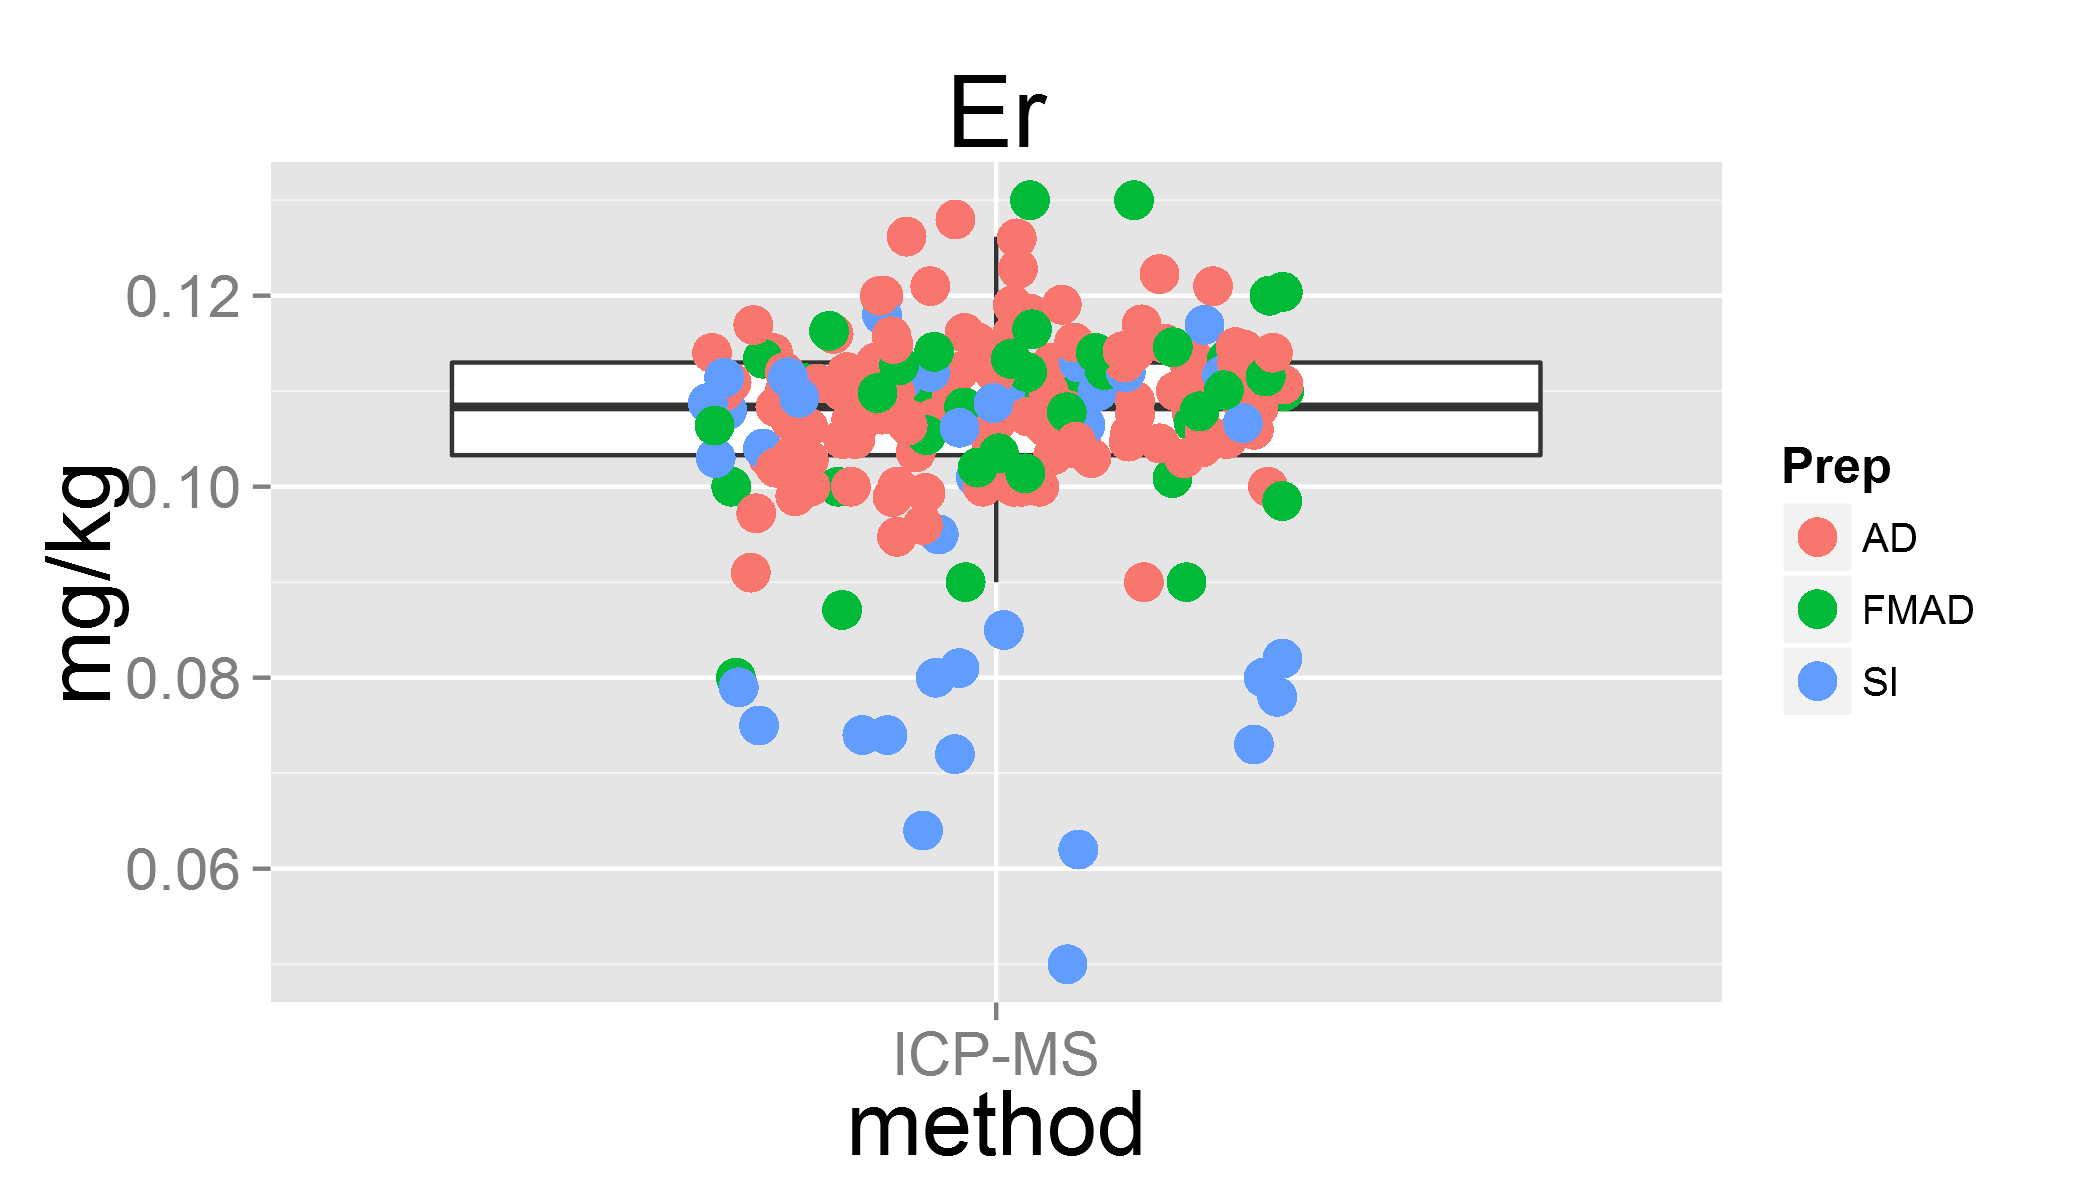 Er
mg/kg
0.12
0.10
0.08
0.06
ICP-MS
method
Prep
AD
FMAD
SI